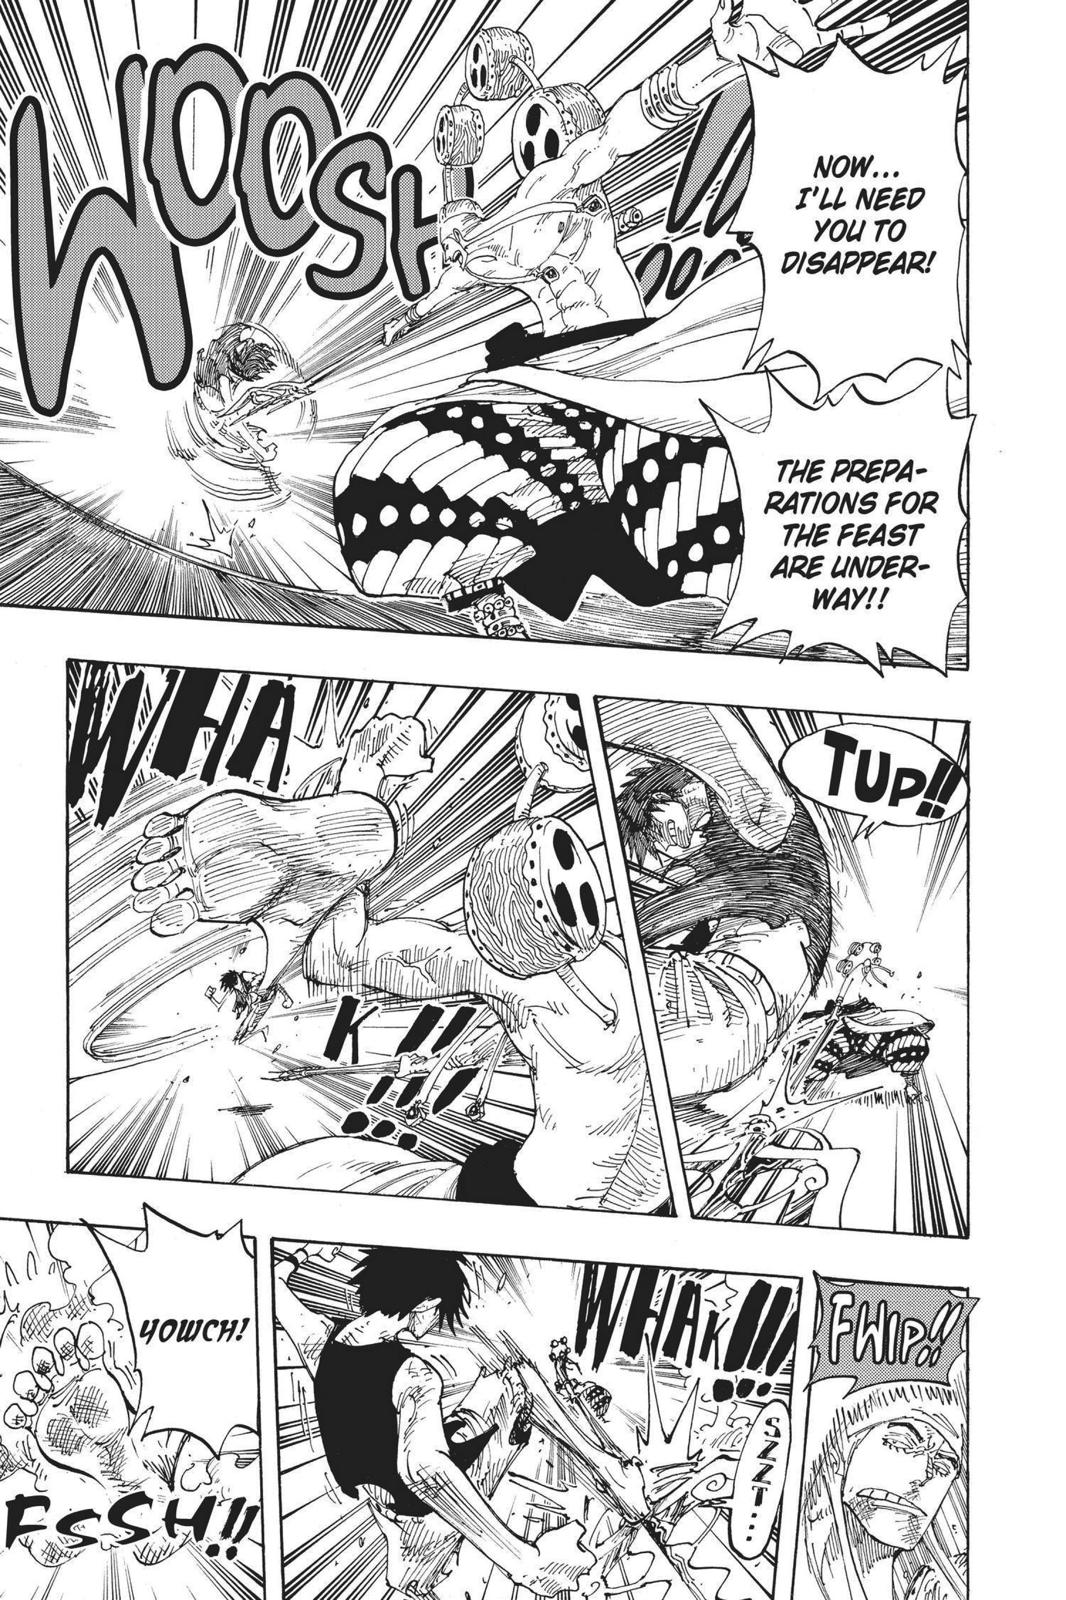 NOW...
I'LL NEED
YOU TO
DISAPPEAR!
WOOSH
THE PREPA-
RATIONS FOR
THE FEAST
ARE UNDER-
WAY!!
TUP!!
WHA
K!!!
FWIP!!
WHAK!!!
SZZT...
YOWCH!
FSSH!!